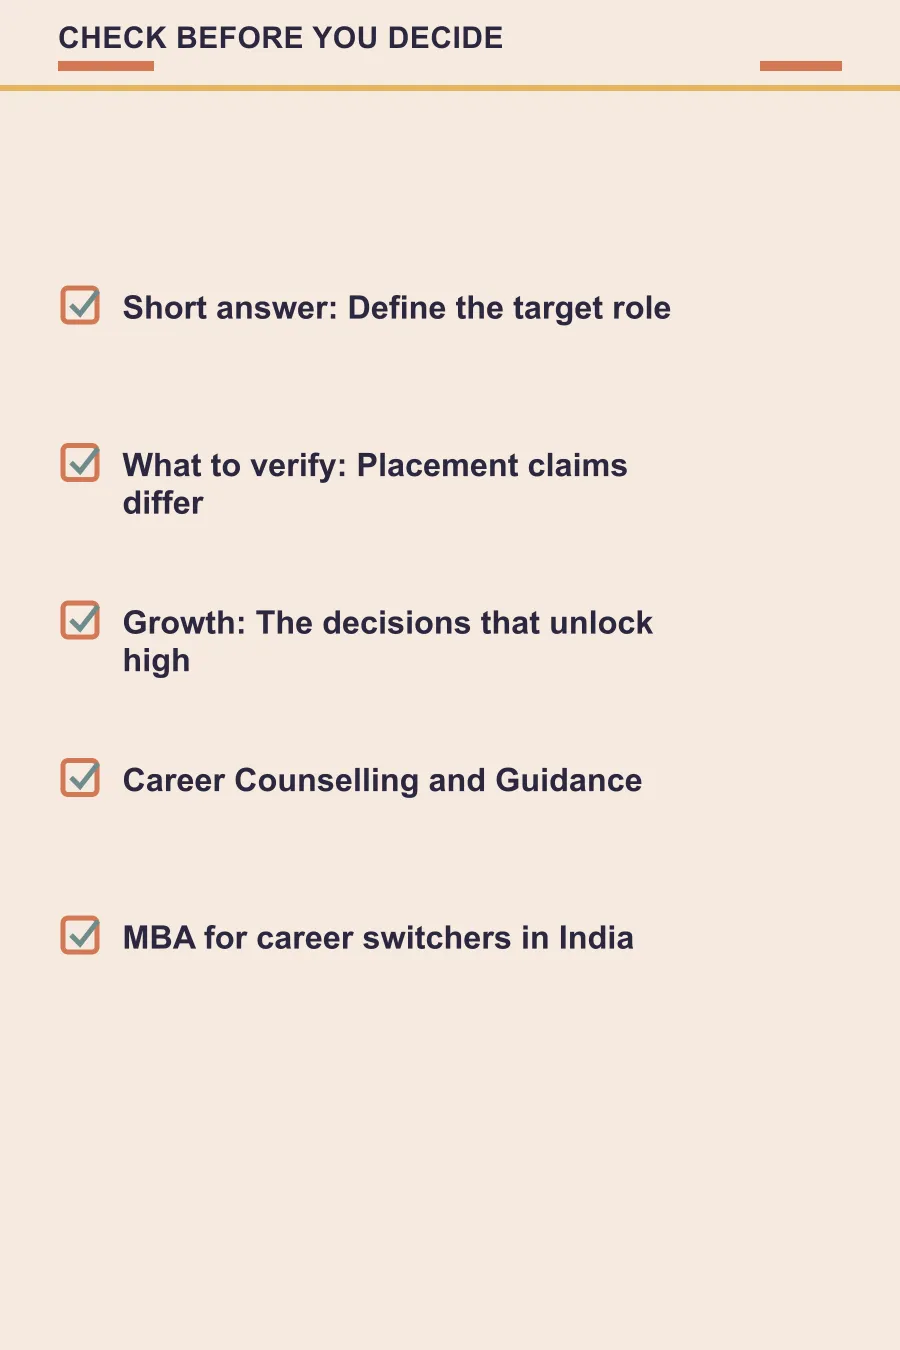 CHECK BEFORE YOU DECIDE
Short answer: Define the target role
What to verify: Placement claims
differ
Growth: The decisions that unlock
high
Career Counselling and Guidance
MBA for career switchers in India